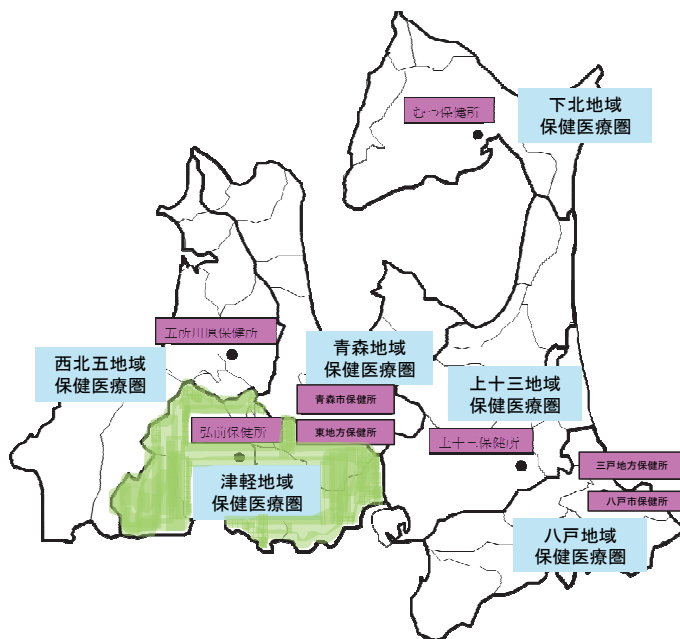 むつ保健所
下北地域
保健医療圏
五所川原保健所
西北五地域
保健医療圏
青森地域
保健医療圏
青森市保健所
東地方保健所
上十三地域
保健医療圏
弘前保健所
上十三保健所
津軽地域
保健医療圏
三戸地方保健所
八戸市保健所
八戸地域
保健医療圏